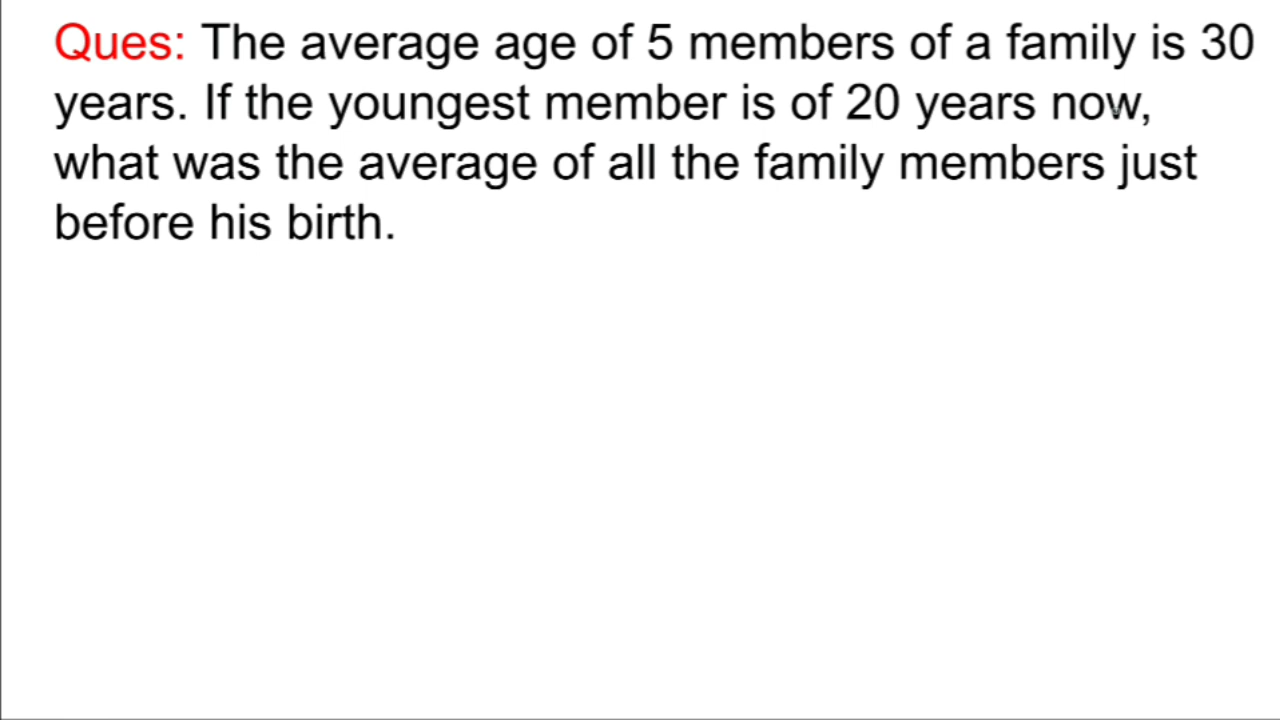 Ques: The average age of 5 members of a family is 30
years. If the youngest member is of 20 years now,
what was the average of all the family members just
before his birth.